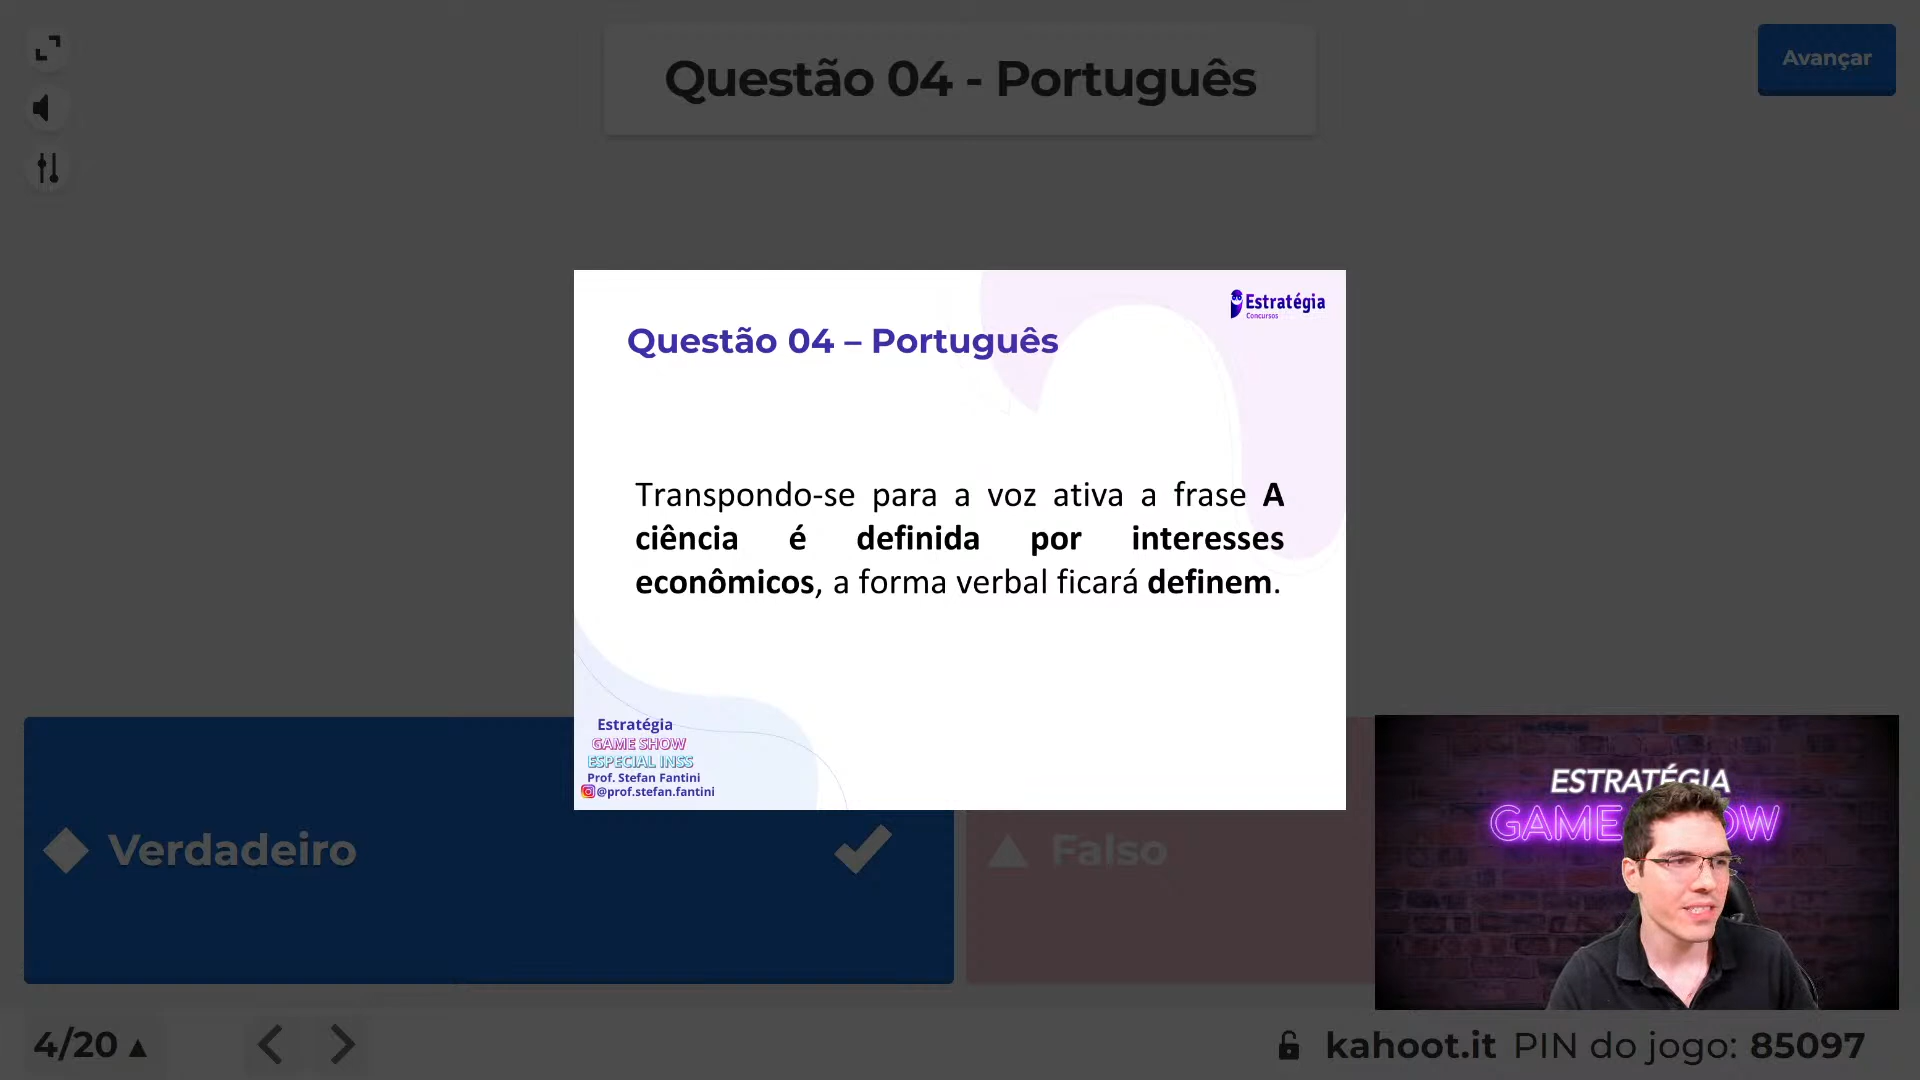 Questão 04 - Português
Avançar
Estratégia
Concursos
Questão 04 – Português
Transpondo-se para a voz ativa a frase A
ciência é definida por interesses
econômicos, a forma verbal ficará definem.
Estratégia
GAME SHOW
ESPECIAL INSS
Prof. Stefan Fantini
@prof.stefan.fantini
Verdadeiro
Falso
ESTRATÉGIA
GAME OW
4/20
kahoot.it PIN do jogo: 85097